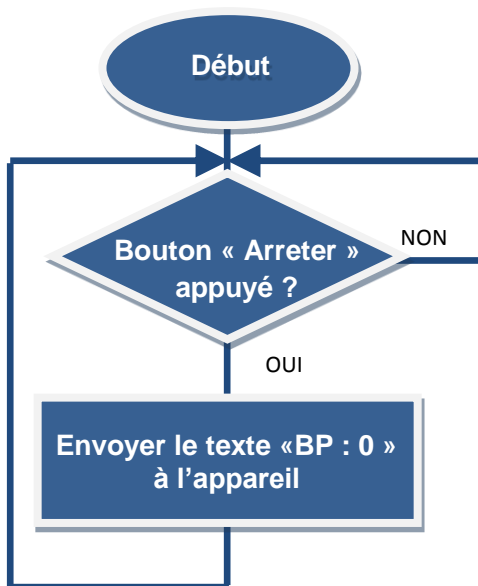 Début
Bouton « Arreter »
appuyé ?
NON
OUI
Envoyer le texte «BP : 0 »
à l’appareil